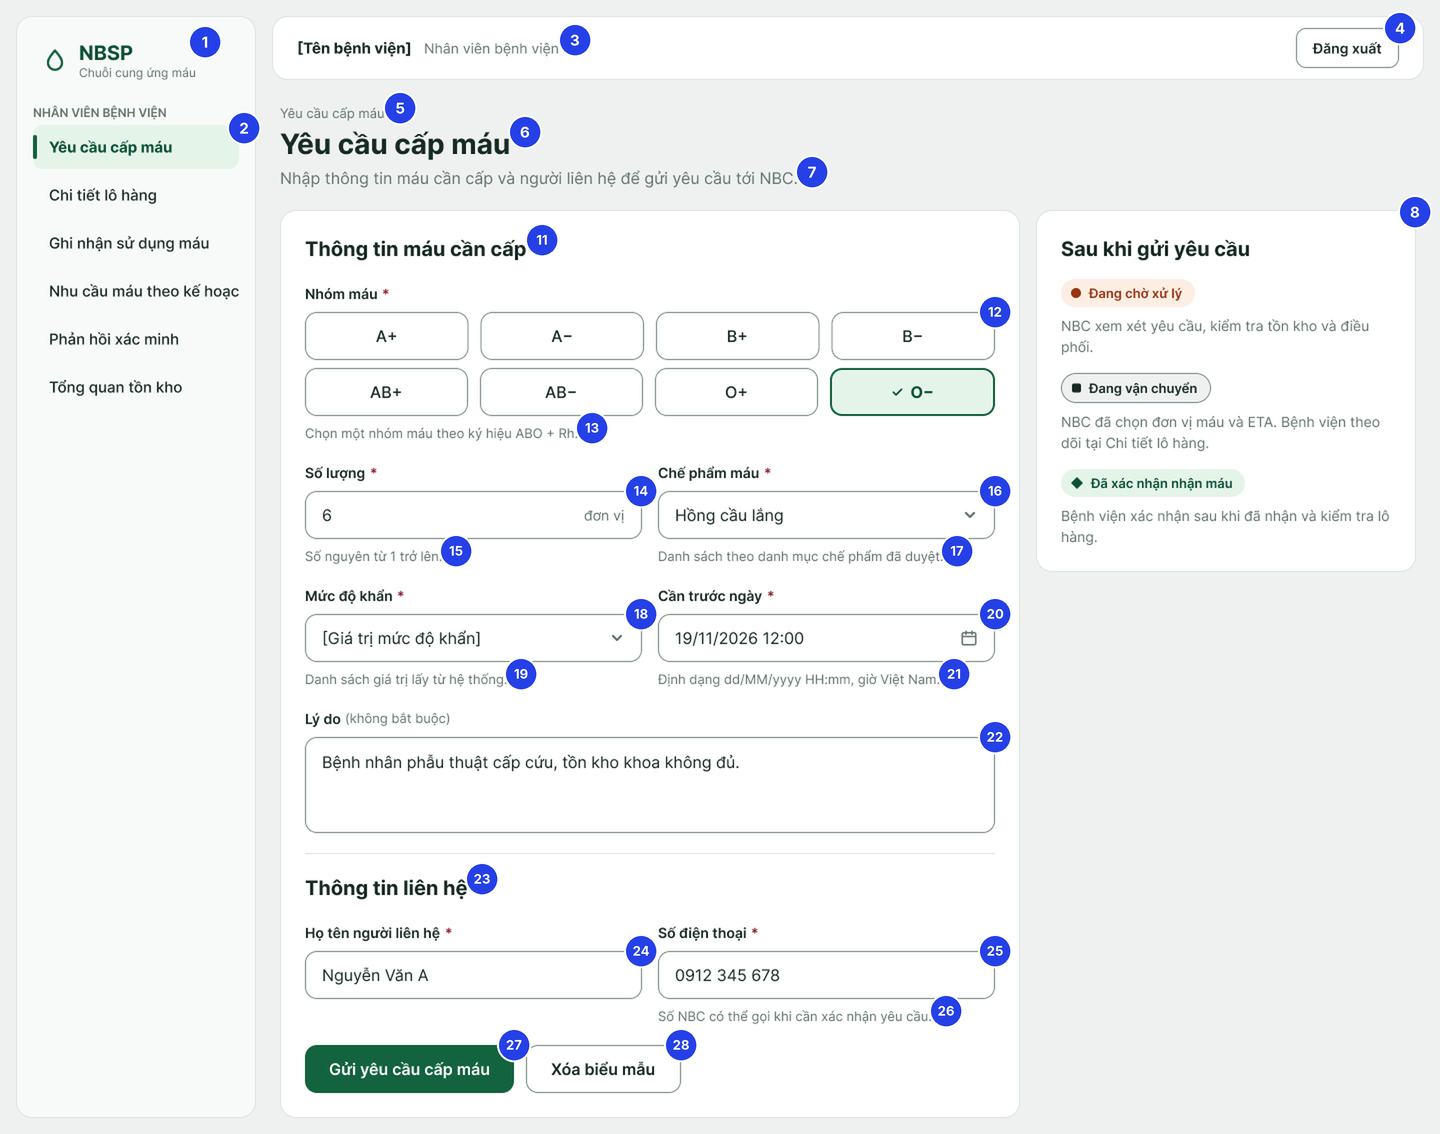 NBSP
Chuỗi cung ứng máu
1
NHÂN VIÊN BỆNH VIỆN
2
Yêu cầu cấp máu
Chi tiết lô hàng
Ghi nhận sử dụng máu
Nhu cầu máu theo kế hoạc
Phản hồi xác minh
Tổng quan tồn kho
[Tên bệnh viện] Nhân viên bệnh viện
3
Đăng xuất
4
Yêu cầu cấp máu
5
Yêu cầu cấp máu
6
Nhập thông tin máu cần cấp và người liên hệ để gửi yêu cầu tới NBC.
7
Thông tin máu cần cấp
11
Nhóm máu *
12
A+ A− B+ B−
AB+ AB− O+ ✓ O−
Chọn một nhóm máu theo ký hiệu ABO + Rh.
13
Số lượng *
14
6 đơn vị
Số nguyên từ 1 trở lên.
15
Chế phẩm máu *
16
Hồng cầu lắng
Danh sách theo danh mục chế phẩm đã duyệt.
17
Mức độ khẩn *
18
[Giá trị mức độ khẩn]
Danh sách giá trị lấy từ hệ thống.
19
Cần trước ngày *
20
19/11/2026 12:00
Định dạng dd/MM/yyyy HH:mm, giờ Việt Nam.
21
Lý do (không bắt buộc)
22
Bệnh nhân phẫu thuật cấp cứu, tồn kho khoa không đủ.
Thông tin liên hệ
23
Họ tên người liên hệ *
24
Nguyễn Văn A
Số điện thoại *
25
0912 345 678
Số NBC có thể gọi khi cần xác nhận yêu cầu.
26
Gửi yêu cầu cấp máu
27
Xóa biểu mẫu
28
8
Sau khi gửi yêu cầu
Đang chờ xử lý
NBC xem xét yêu cầu, kiểm tra tồn kho và điều
phối.
Đang vận chuyển
NBC đã chọn đơn vị máu và ETA. Bệnh viện theo
dõi tại Chi tiết lô hàng.
Đã xác nhận nhận máu
Bệnh viện xác nhận sau khi đã nhận và kiểm tra lô
hàng.